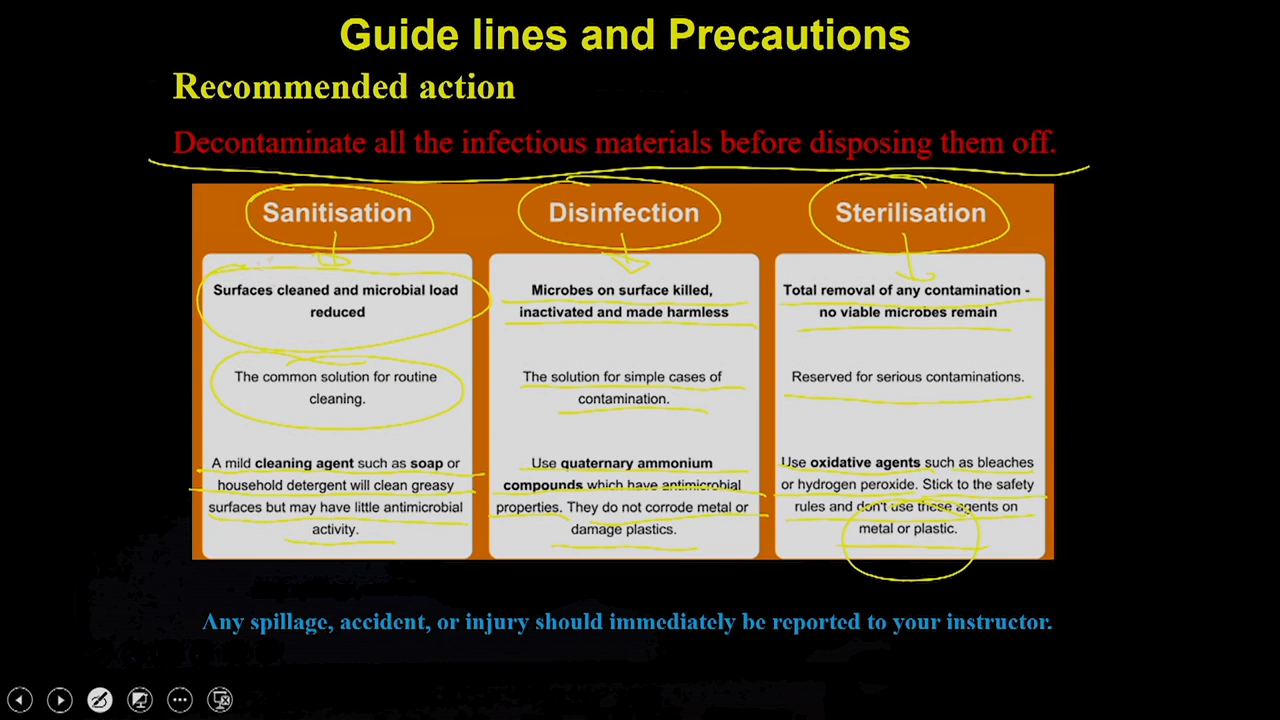 Guide lines and Precautions
Recommended action
Decontaminate all the infectious materials before disposing them off.
Sanitisation
Surfaces cleaned and microbial load
reduced
The common solution for routine
cleaning.
A mild cleaning agent such as soap or
household detergent will clean greasy
surfaces but may have little antimicrobial
activity.
Disinfection
Microbes on surface killed,
inactivated and made harmless
The solution for simple cases of
contamination.
Use quaternary ammonium
compounds which have antimicrobial
properties. They do not corrode metal or
damage plastics.
Sterilisation
Total removal of any contamination -
no viable microbes remain
Reserved for serious contaminations.
Use oxidative agents such as bleaches
or hydrogen peroxide. Stick to the safety
rules and don't use these agents on
metal or plastic.
Any spillage, accident, or injury should immediately be reported to your instructor.